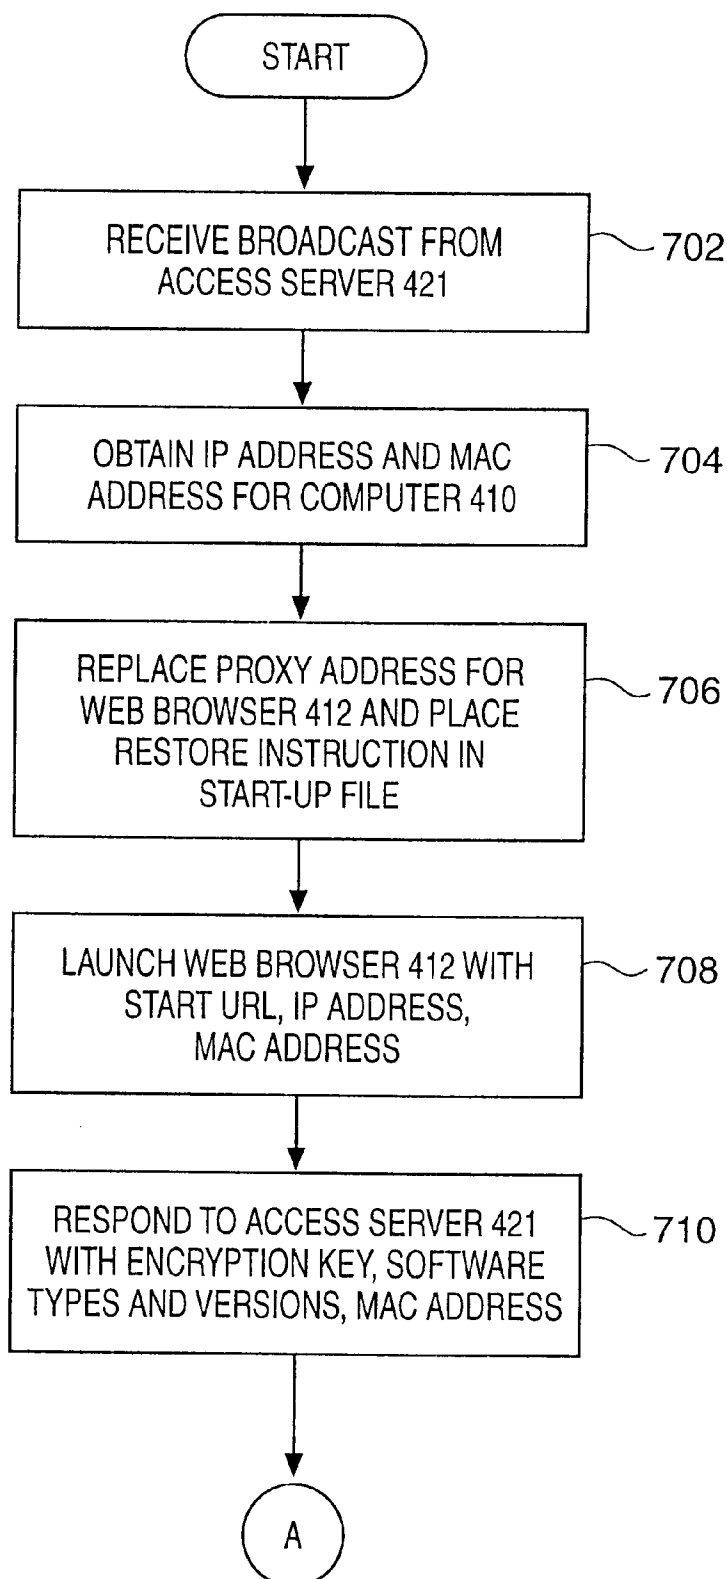 START
RECEIVE BROADCAST FROM
ACCESS SERVER 421
702
OBTAIN IP ADDRESS AND MAC
ADDRESS FOR COMPUTER 410
704
REPLACE PROXY ADDRESS FOR
WEB BROWSER 412 AND PLACE
RESTORE INSTRUCTION IN
START-UP FILE
706
LAUNCH WEB BROWSER 412 WITH
START URL, IP ADDRESS,
MAC ADDRESS
708
RESPOND TO ACCESS SERVER 421
WITH ENCRYPTION KEY, SOFTWARE
TYPES AND VERSIONS, MAC ADDRESS
710
A